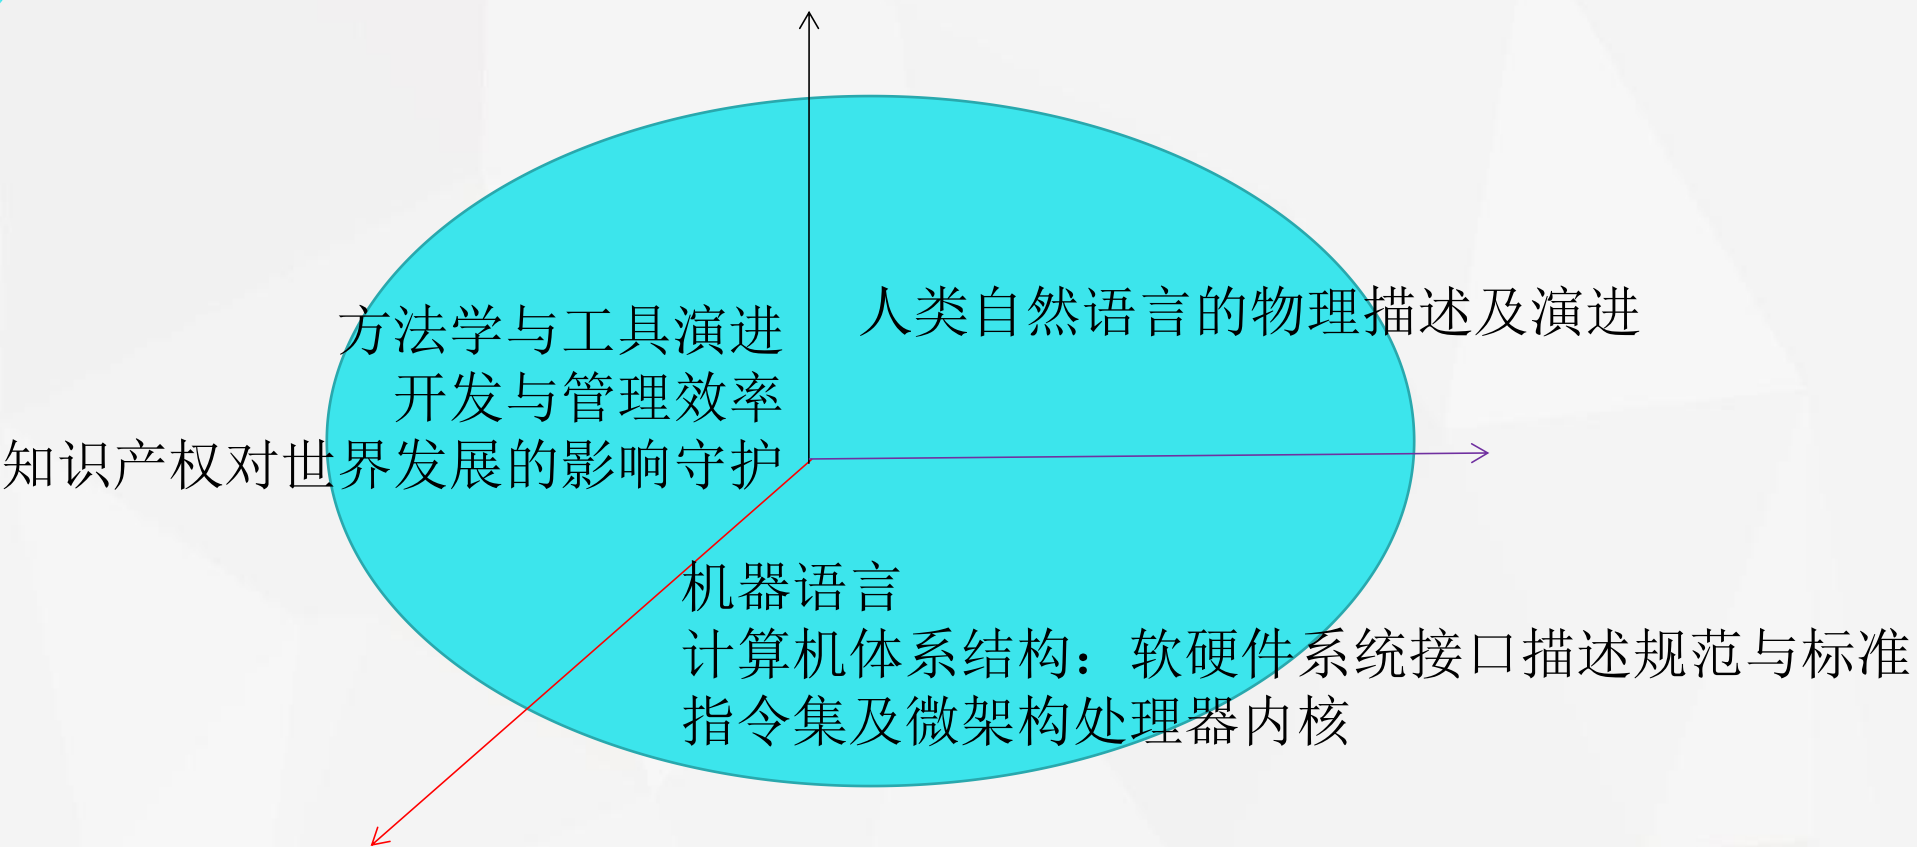 人类自然语言的物理描述及演进
方法学与工具演进
开发与管理效率
知识产权对世界发展的影响守护
机器语言
计算机体系结构：软硬件系统接口描述规范与标准
指令集及微架构处理器内核